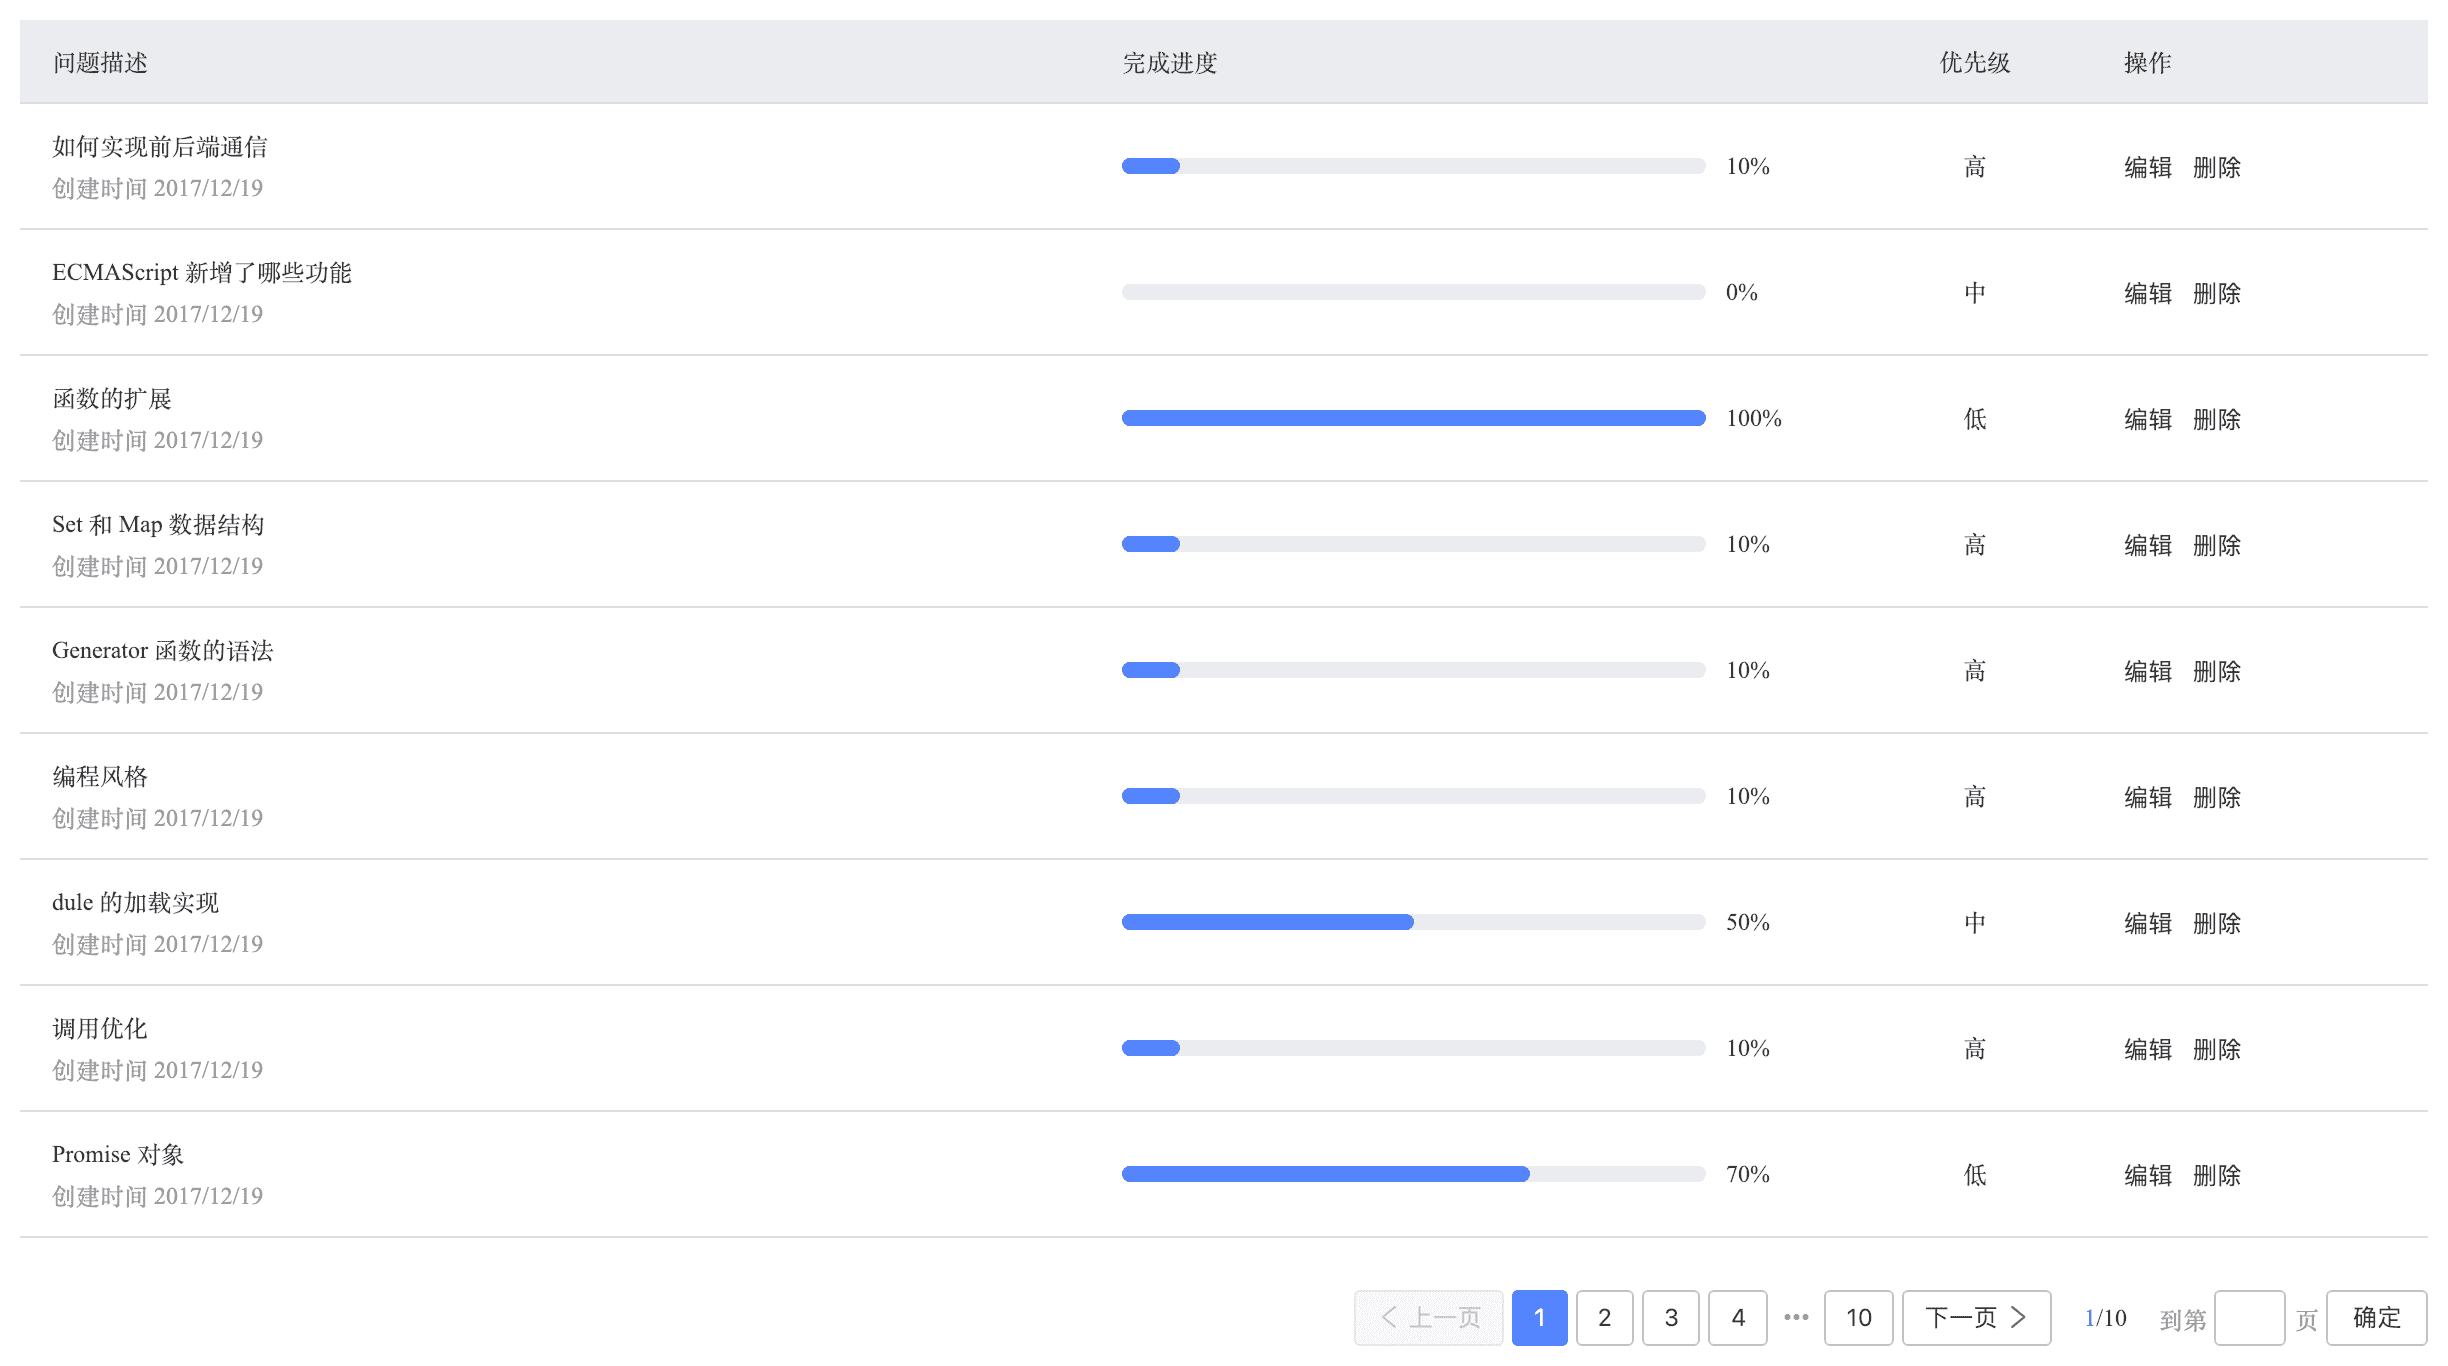 问题描述 完成进度 优先级 操作
如何实现前后端通信
创建时间 2017/12/19
10% 高 编辑 删除
ECMAScript 新增了哪些功能
创建时间 2017/12/19
0% 中 编辑 删除
函数的扩展
创建时间 2017/12/19
100% 低 编辑 删除
Set 和 Map 数据结构
创建时间 2017/12/19
10% 高 编辑 删除
Generator 函数的语法
创建时间 2017/12/19
10% 高 编辑 删除
编程风格
创建时间 2017/12/19
10% 高 编辑 删除
dule 的加载实现
创建时间 2017/12/19
50% 中 编辑 删除
调用优化
创建时间 2017/12/19
10% 高 编辑 删除
Promise 对象
创建时间 2017/12/19
70% 低 编辑 删除
上一页 1 2 3 4 ••• 10 下一页 1/10 到第 页 确定